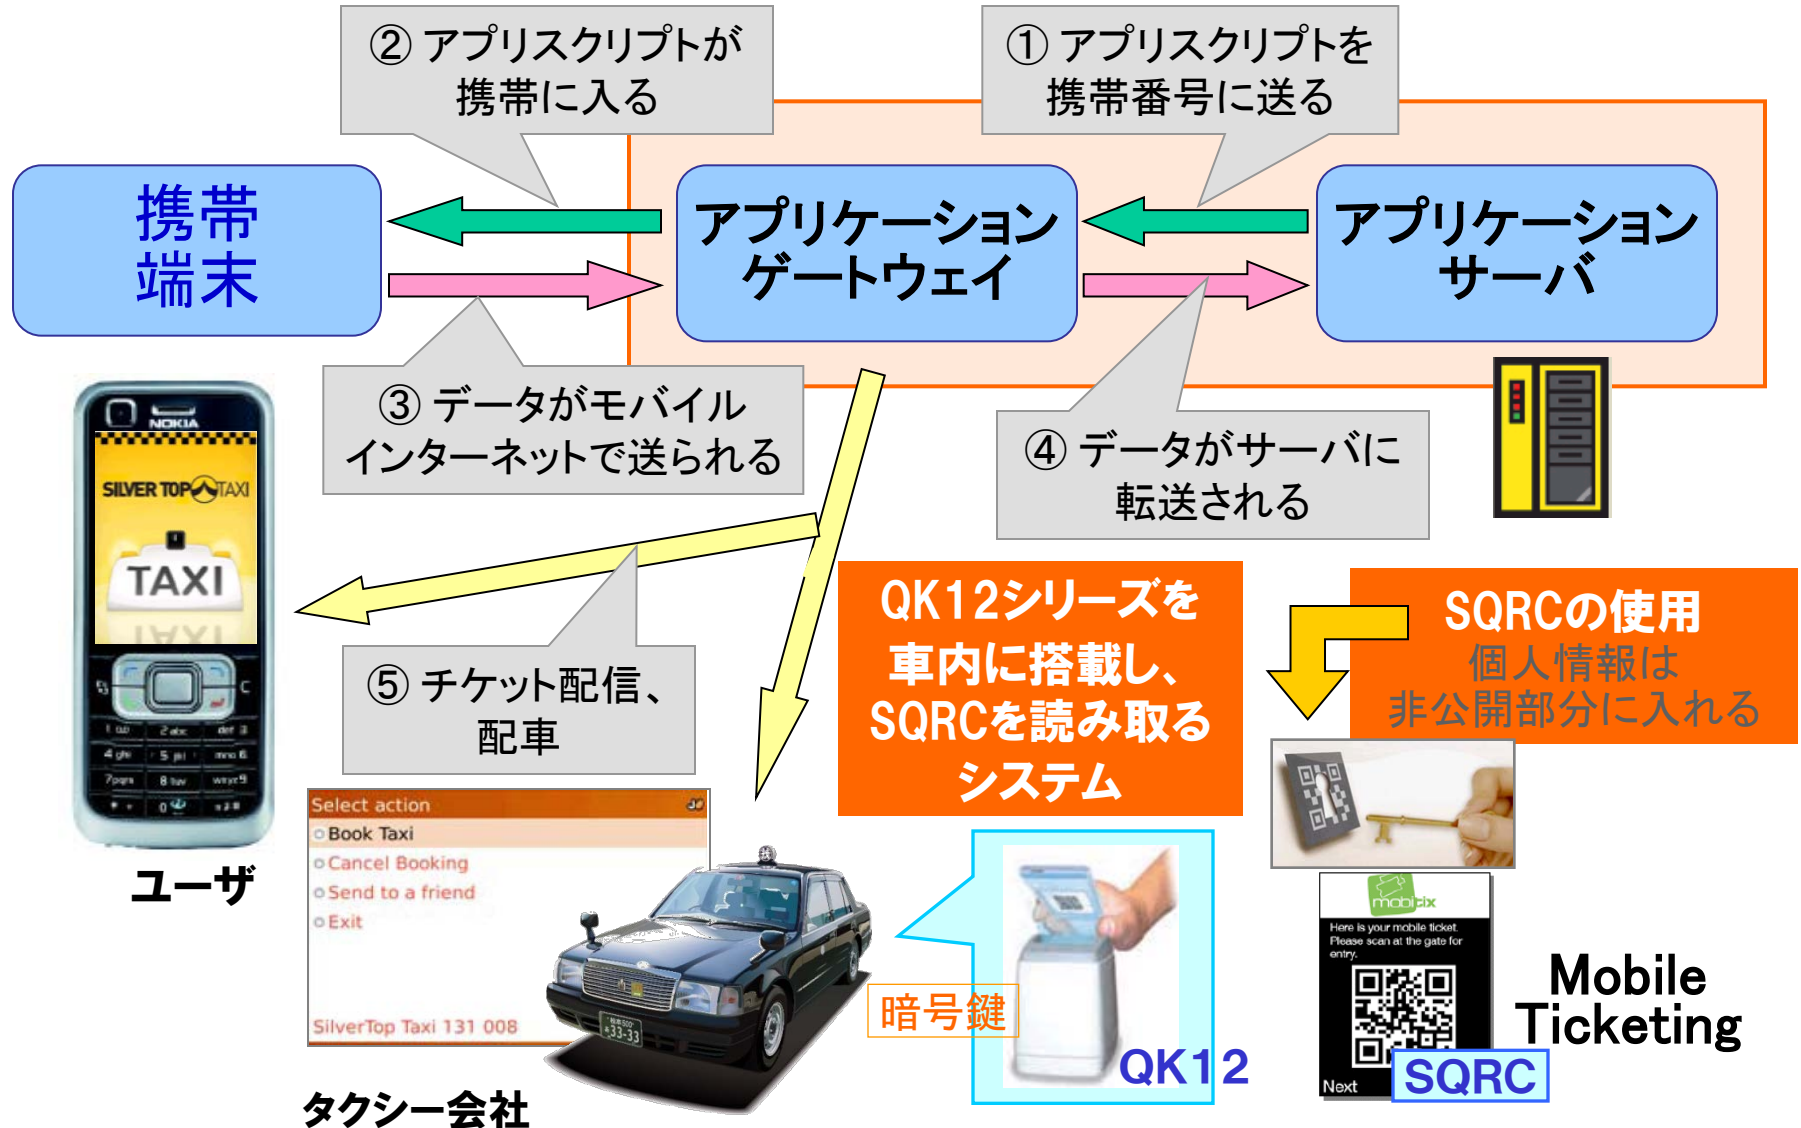 ② アプリスクリプトが
携帯に入る
① アプリスクリプトを
携帯番号に送る
携帯
端末
アプリケーション
ゲートウェイ
アプリケーション
サーバ
③ データがモバイル
インターネットで送られる
④ データがサーバに
転送される
NOKIA
SILVER TOP TAXI
TAXI
ユーザ
⑤ チケット配信、
配車
QK12シリーズを
車内に搭載し、
SQRCを読み取る
システム
SQRCの使用
個人情報は
非公開部分に入れる
Select action
Book Taxi
Cancel Booking
Send to a friend
Exit
SilverTop Taxi 131 008
33-33
タクシー会社
暗号鍵
QK12
mobitix
Here is your mobile ticket.
Please scan at the gate for
entry.
Next
SQRC
Mobile
Ticketing